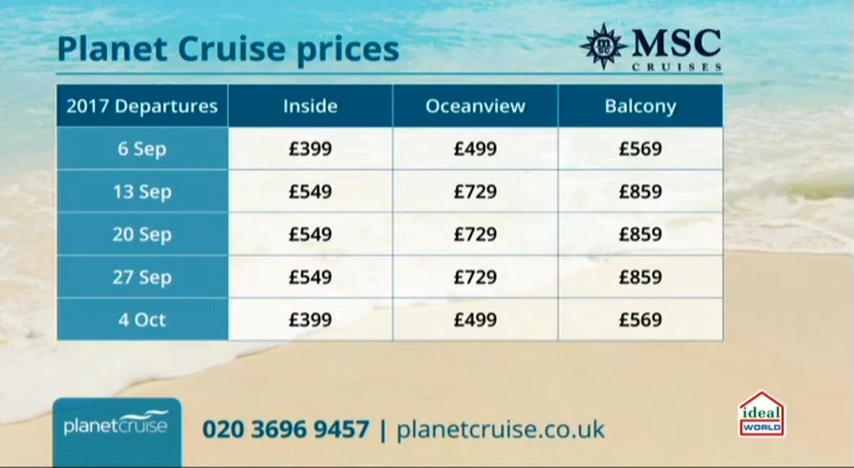 Planet Cruise prices
MSC
CRUISES
2017 Departures Inside Oceanview Balcony
6 Sep £399 £499 £569
13 Sep £549 £729 £859
20 Sep £549 £729 £859
27 Sep £549 £729 £859
4 Oct £399 £499 £569
planetcruise 020 3696 9457 | planetcruise.co.uk
ideal
WORLD